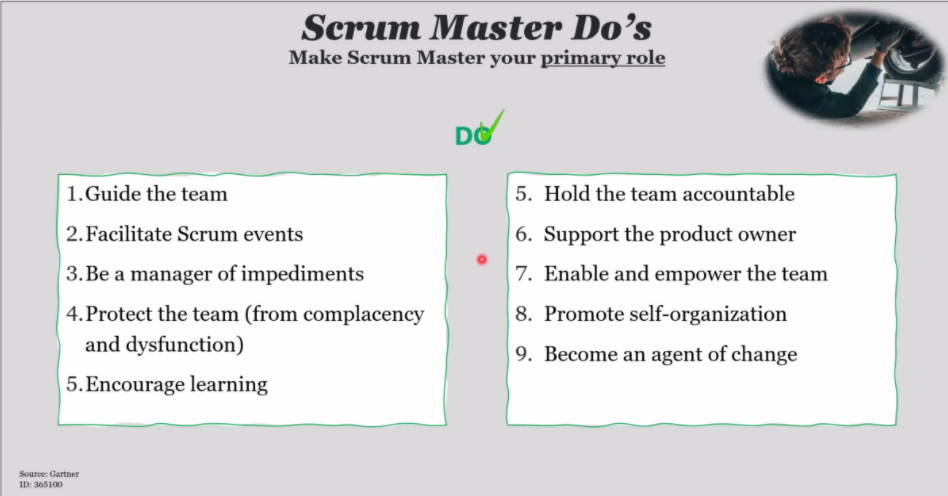 Scrum Master Do's
Make Scrum Master your primary role
DO
1. Guide the team
2. Facilitate Scrum events
3. Be a manager of impediments
4. Protect the team (from complacency
and dysfunction)
5. Encourage learning
5. Hold the team accountable
6. Support the product owner
7. Enable and empower the team
8. Promote self-organization
9. Become an agent of change
Source: Gartner
ID: 365100